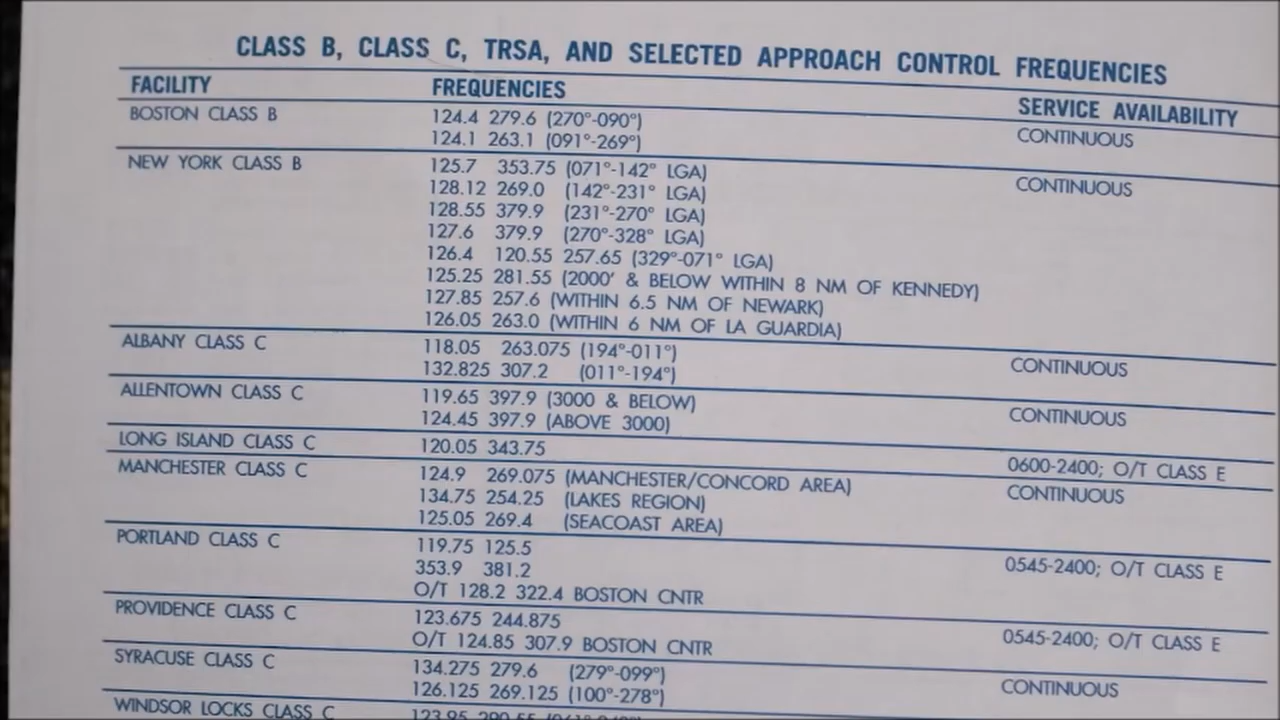 CLASS B, CLASS C, TRSA, AND SELECTED APPROACH CONTROL FREQUENCIES
FACILITY FREQUENCIES SERVICE AVAILABILITY
BOSTON CLASS B 124.4 279.6 (270°-090°) CONTINUOUS
124.1 263.1 (091°-269°)
NEW YORK CLASS B 125.7 353.75 (071°-142° LGA) CONTINUOUS
128.12 269.0 (142°-231° LGA)
128.55 379.9 (231°-270° LGA)
127.6 379.9 (270°-328° LGA)
126.4 120.55 257.65 (329°-071° LGA)
125.25 281.55 (2000' & BELOW WITHIN 8 NM OF KENNEDY)
127.85 257.6 (WITHIN 6.5 NM OF NEWARK)
126.05 263.0 (WITHIN 6 NM OF LA GUARDIA)
ALBANY CLASS C 118.05 263.075 (194°-011°) CONTINUOUS
132.825 307.2 (011°-194°)
ALLENTOWN CLASS C 119.65 397.9 (3000 & BELOW) CONTINUOUS
124.45 397.9 (ABOVE 3000)
LONG ISLAND CLASS C 120.05 343.75 0600-2400; O/T CLASS E
MANCHESTER CLASS C 124.9 269.075 (MANCHESTER/CONCORD AREA) CONTINUOUS
134.75 254.25 (LAKES REGION)
125.05 269.4 (SEACOAST AREA)
PORTLAND CLASS C 119.75 125.5 0545-2400; O/T CLASS E
353.9 381.2
O/T 128.2 322.4 BOSTON CNTR
PROVIDENCE CLASS C 123.675 244.875 0545-2400; O/T CLASS E
O/T 124.85 307.9 BOSTON CNTR
SYRACUSE CLASS C 134.275 279.6 (279°-099°) CONTINUOUS
126.125 269.125 (100°-278°)
WINDSOR LOCKS CLASS C 123.95